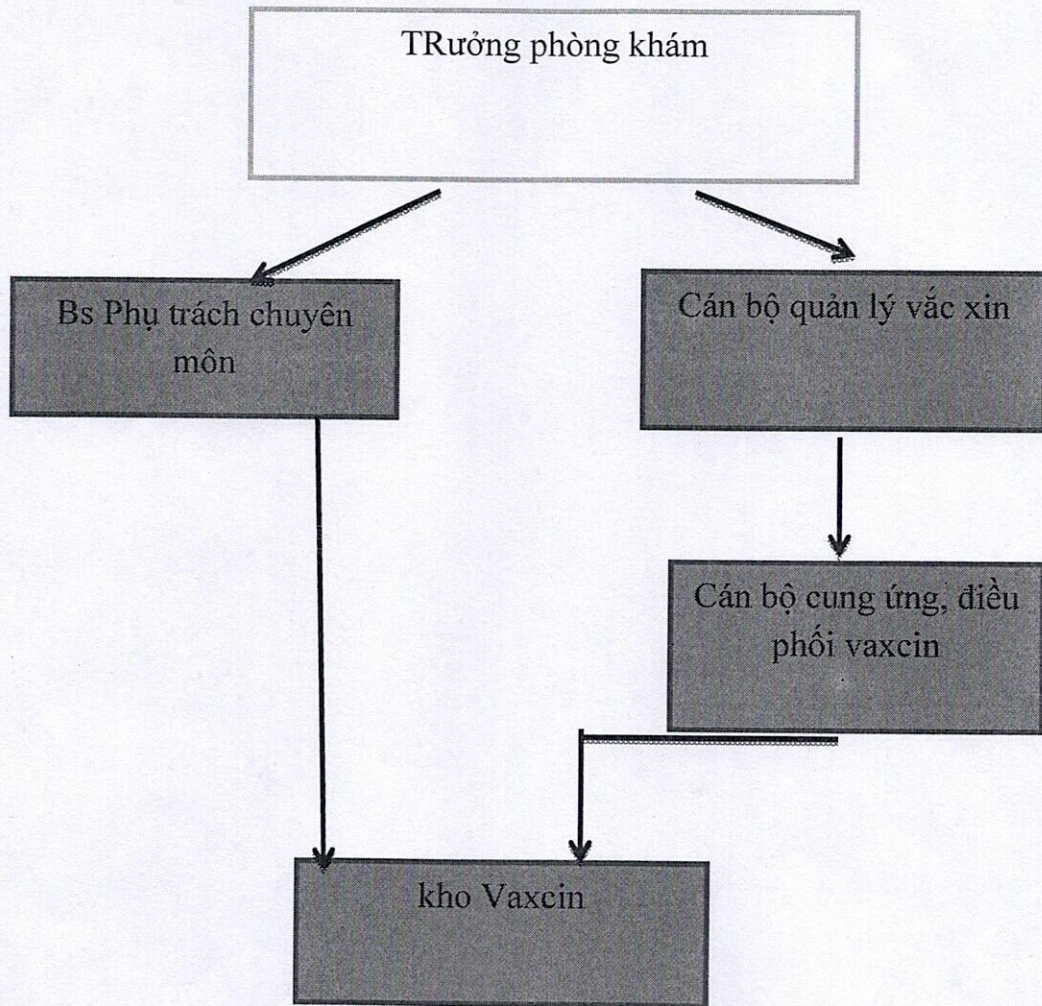 TRưởng phòng khám
Bs Phụ trách chuyên
môn
Cán bộ quản lý vắc xin
Cán bộ cung ứng, điều
phối vaxcin
kho Vaxcin